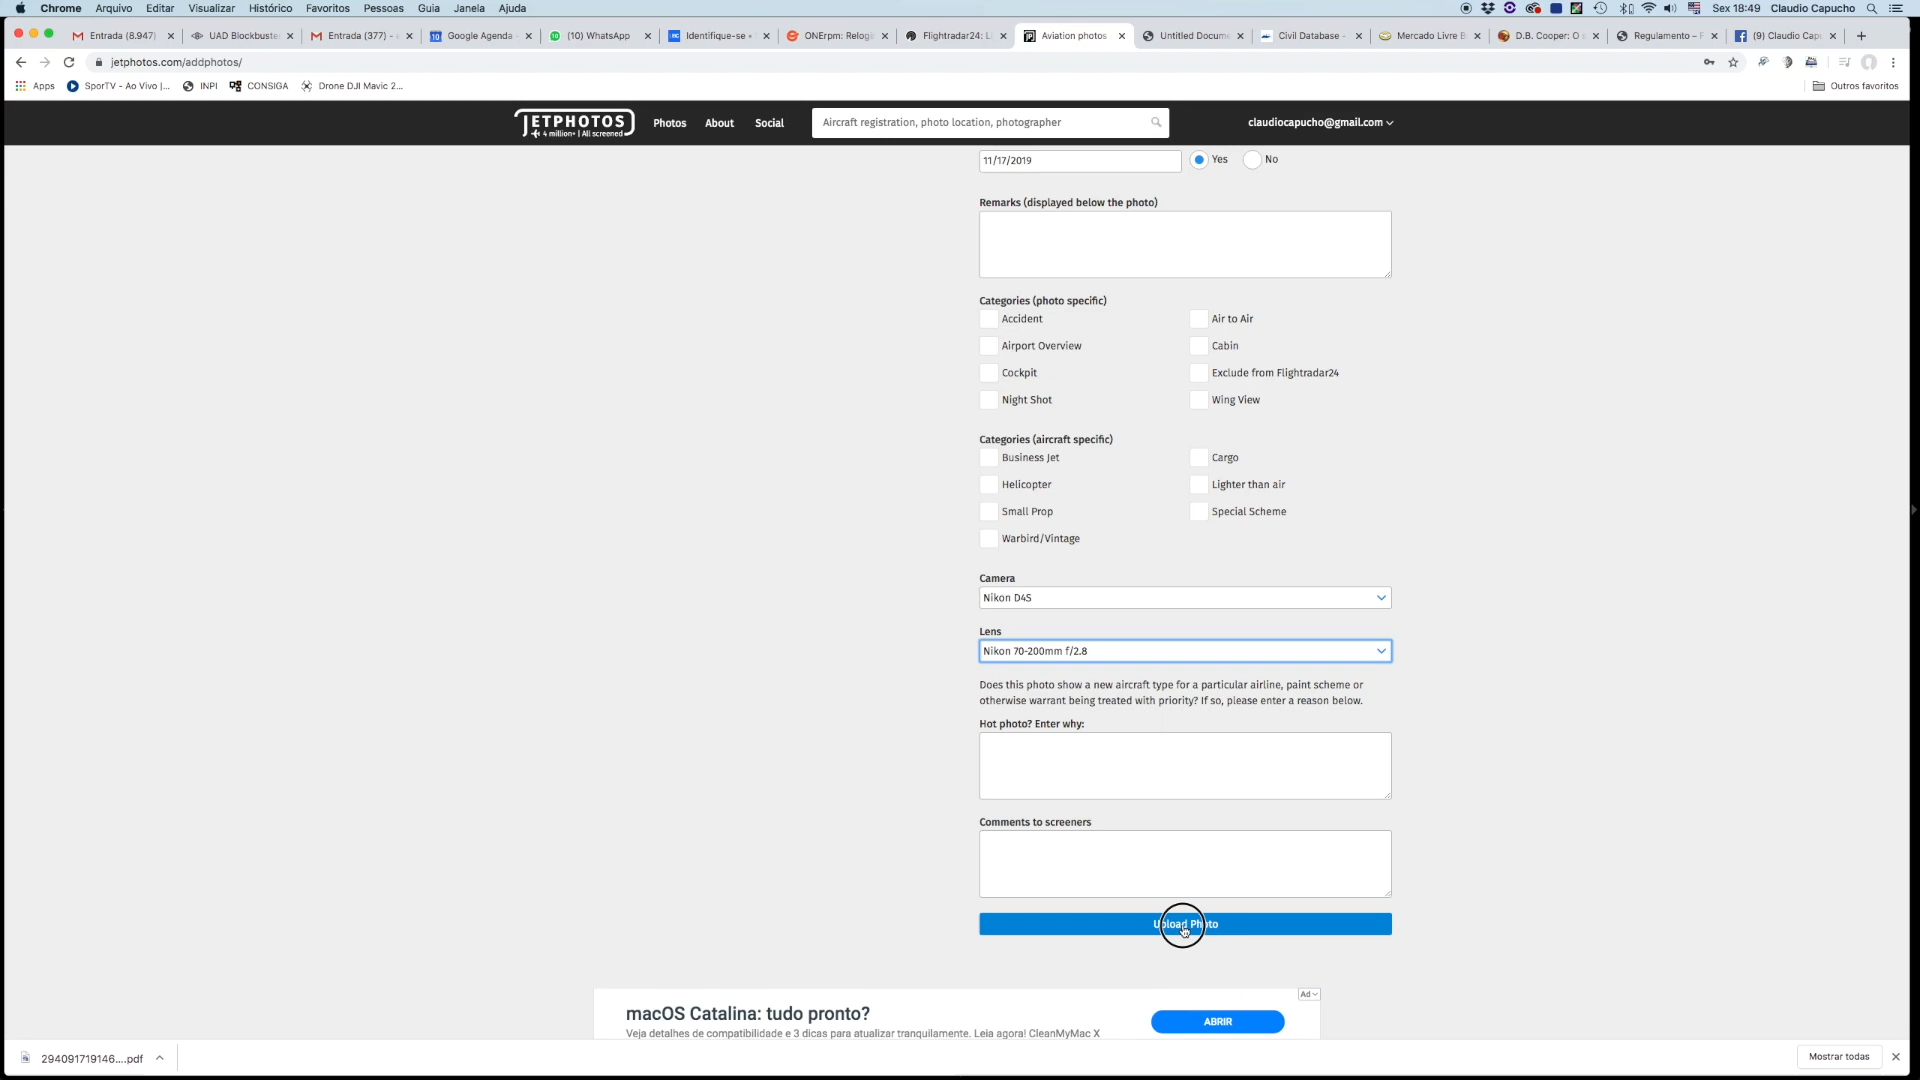 Chrome Arquivo Editar Visualizar Histórico Favoritos Pessoas Guia Janela Ajuda Sex 18:49 Claudio Capucho
Entrada (8.947) UAD Blockbuste Entrada (377) - Google Agenda (10) WhatsApp Identifique-se ONErpm: Relogi Flightradar24: Li Aviation photos Untitled Docume Civil Database - Mercado Livre B D.B. Cooper: O s Regulamento – F (9) Claudio Cap
jetphotos.com/addphotos/
Apps SporTV - Ao Vivo |... INPI CONSIGA Drone DJI Mavic 2... Outros favoritos
JETPHOTOS
4 million+ | All screened
Photos About Social Aircraft registration, photo location, photographer claudiocapucho@gmail.com
11/17/2019 Yes No
Remarks (displayed below the photo)
Categories (photo specific)
Accident Air to Air
Airport Overview Cabin
Cockpit Exclude from Flightradar24
Night Shot Wing View
Categories (aircraft specific)
Business Jet Cargo
Helicopter Lighter than air
Small Prop Special Scheme
Warbird/Vintage
Camera
Nikon D4S
Lens
Nikon 70-200mm f/2.8
Does this photo show a new aircraft type for a particular airline, paint scheme or
otherwise warrant being treated with priority? If so, please enter a reason below.
Hot photo? Enter why:
Comments to screeners
Upload Photo
Ad
macOS Catalina: tudo pronto?
Veja detalhes de compatibilidade e 3 dicas para atualizar tranquilamente. Leia agora! CleanMyMac X
ABRIR
294091719146....pdf Mostrar todas